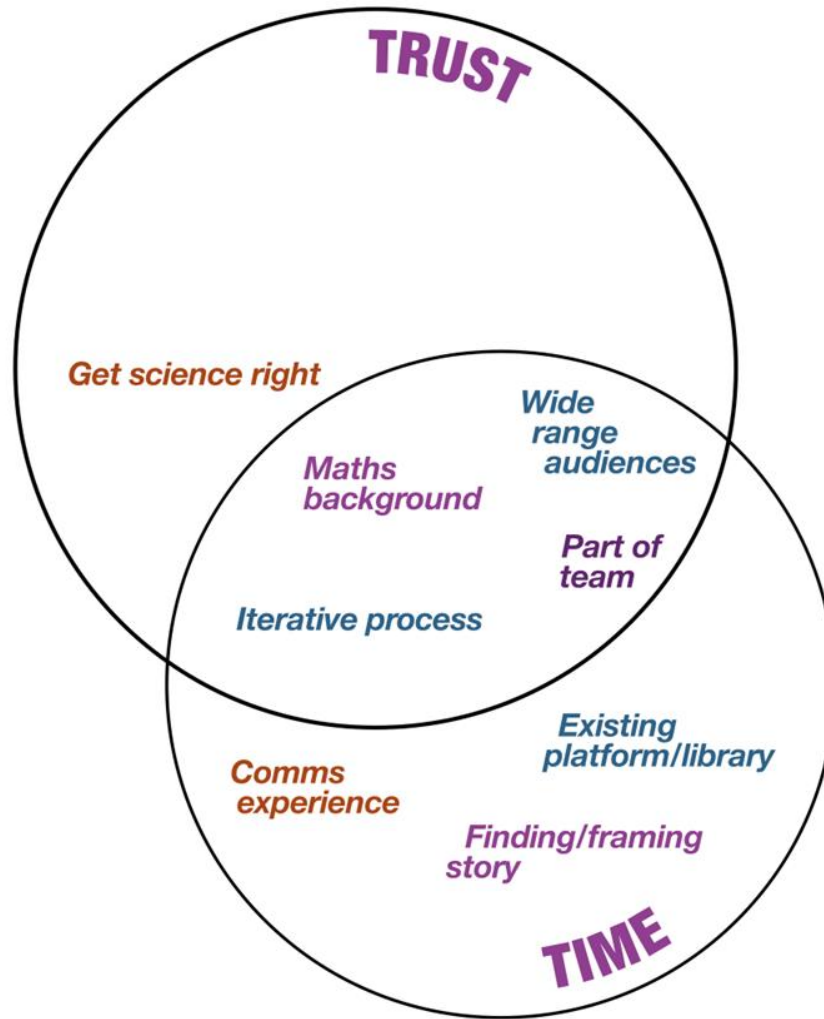 TRUST
Get science right
Wide
range
audiences
Maths
background
Part of
team
Iterative process
Existing
platform/library
Comms
experience
Finding/framing
story
TIME